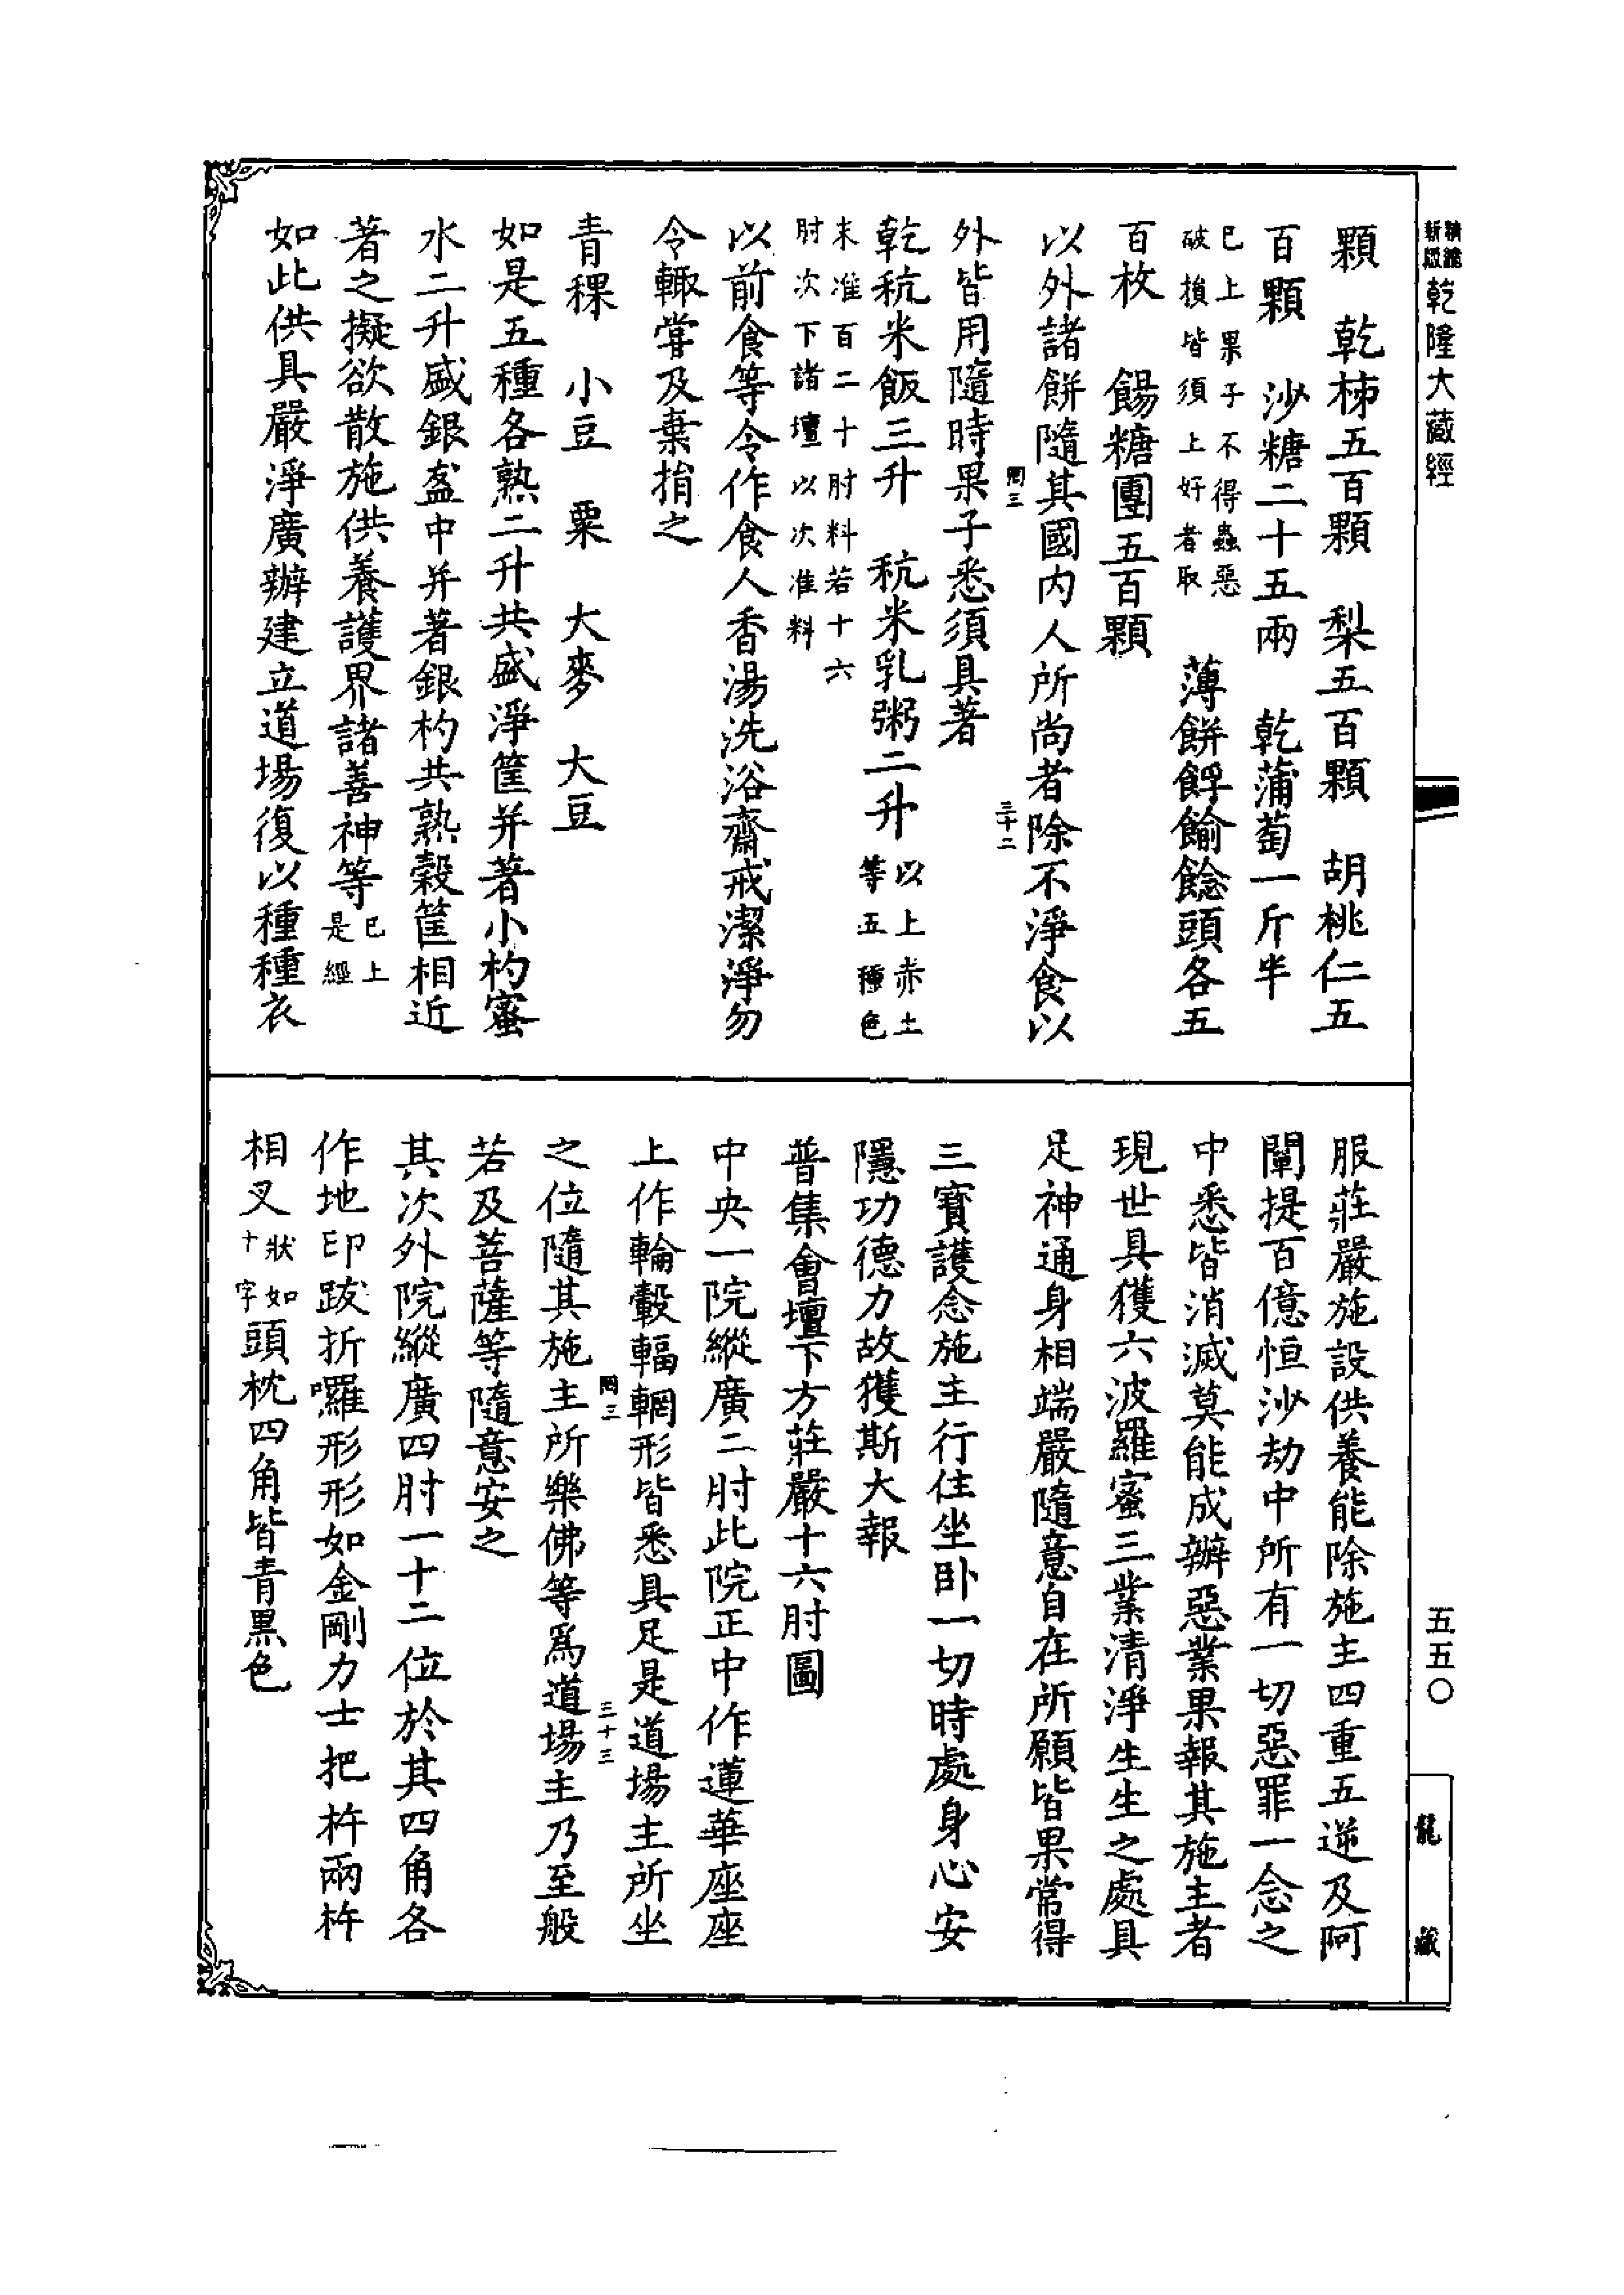 新版
精縮
乾隆大藏經
五五〇
龍藏
顆　乾柹五百顆　梨五百顆　胡桃仁五
百顆　沙糖二十五兩　乾蒲萄一斤半
巳上果子不得蟲惡
破損皆須上好者取
薄餅餑餶餯頭各五
百枚　餳糖團五百顆
以外諸餅隨其國內人所尚者除不淨食以
外皆用隨時果子悉須具著
三十二
乾秔米飯三升　秔米乳粥二升
以上赤土
等五種色
末准百二十肘料若十六
肘次下諸壇以次准料
以前食等令作食人香湯洗浴齋戒潔淨勿
令輙甞及棄捐之
青稞　小豆　粟　大麥　大豆
如是五種各熟二升共盛淨筐并著小杓蜜
水二升盛銀盞中并著銀杓共熟穀筐相近
著之擬欲散施供養護界諸善神等
巳上
是經
如此供具嚴淨廣辦建立道場復以種種衣
服莊嚴施設供養能除施主四重五逆及阿
闡提百億恒沙劫中所有一切惡罪一念之
中悉皆消滅莫能成辦惡業果報其施主者
現世具獲六波羅蜜三業清淨生生之處具
足神通身相端嚴隨意自在所願皆果常得
三寶護念施主行住坐卧一切時處身心安
隱功德力故獲斯大報
普集會壇下方莊嚴十六肘圖
中央一院縱廣二肘此院正中作蓮華座座
上作輪轂輻輞形皆悉具足是道場主所坐
三十三
之位隨其施主所樂佛等爲道場主乃至般
若及菩薩等隨意安之
其次外院縱廣四肘一十二位於其四角各
作地印跋折囉形形如金剛力士把杵兩杵
相叉
狀如
十字
頭枕四角皆青黑色